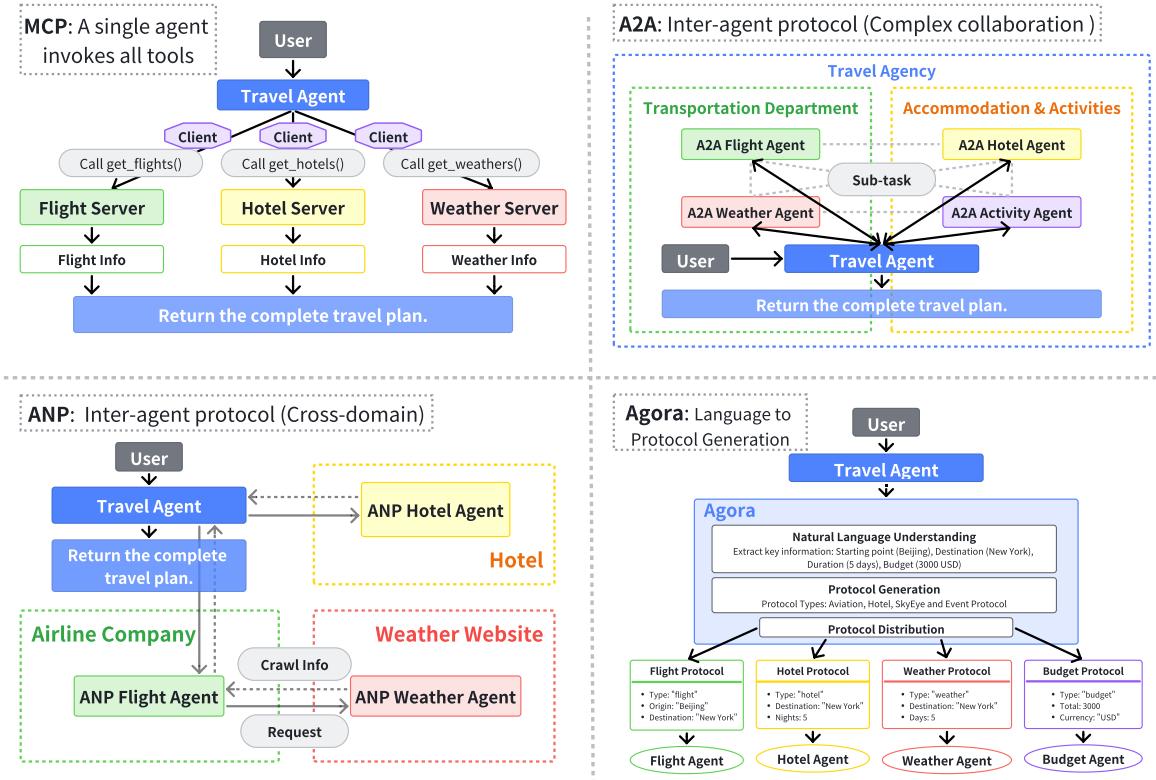 MCP: A single agent
invokes all tools
User
Travel Agent
Client
Client
Client
Call get_flights()
Call get_hotels()
Call get_weathers()
Flight Server
Hotel Server
Weather Server
Flight Info
Hotel Info
Weather Info
Return the complete travel plan.
A2A: Inter-agent protocol (Complex collaboration )
Travel Agency
Transportation Department
Accommodation & Activities
A2A Flight Agent
A2A Hotel Agent
Sub-task
A2A Weather Agent
A2A Activity Agent
User
Travel Agent
Return the complete travel plan.
ANP: Inter-agent protocol (Cross-domain)
User
Travel Agent
ANP Hotel Agent
Return the complete
travel plan.
Hotel
Airline Company
Weather Website
Crawl Info
ANP Flight Agent
ANP Weather Agent
Request
Agora: Language to
Protocol Generation
User
Travel Agent
Agora
Natural Language Understanding
Extract key information: Starting point (Beijing), Destination (New York),
Duration (5 days), Budget (3000 USD)
Protocol Generation
Protocol Types: Aviation, Hotel, SkyEye and Event Protocol
Protocol Distribution
Flight Protocol
• Type: "flight"
• Origin: "Beijing"
• Destination: "New York"
Flight Agent
Hotel Protocol
• Type: "hotel"
• Destination: "New York"
• Nights: 5
Hotel Agent
Weather Protocol
• Type: "weather"
• Destination: "New York"
• Days: 5
Weather Agent
Budget Protocol
• Type: "budget"
• Total: 3000
• Currency: "USD"
Budget Agent